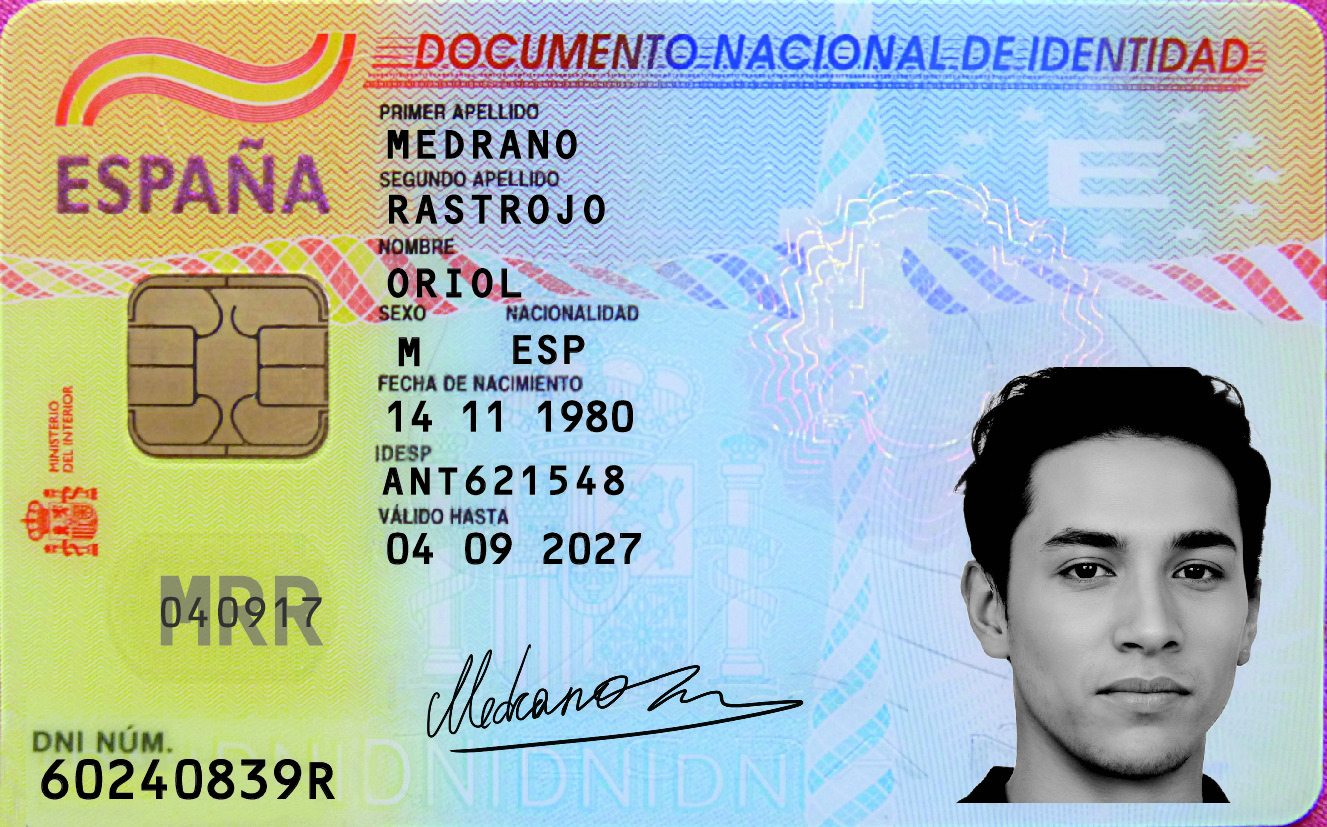 DOCUMENTO NACIONAL DE IDENTIDAD
ESPAÑA
PRIMER APELLIDO
MEDRANO
SEGUNDO APELLIDO
RASTROJO
NOMBRE
ORIOL
SEXO NACIONALIDAD
M ESP
FECHA DE NACIMIENTO
14 11 1980
IDESP
ANT621548
VÁLIDO HASTA
04 09 2027
MINISTERIO
DEL INTERIOR
E
MRR
040917
Medrano
DNI NÚM.
60240839R
DNIDNIDNIDNI